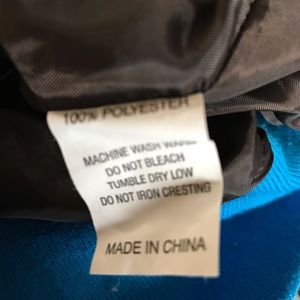 100% POLYESTER
MACHINE WASH WARM
DO NOT BLEACH
TUMBLE DRY LOW
DO NOT IRON CRESTING
MADE IN CHINA